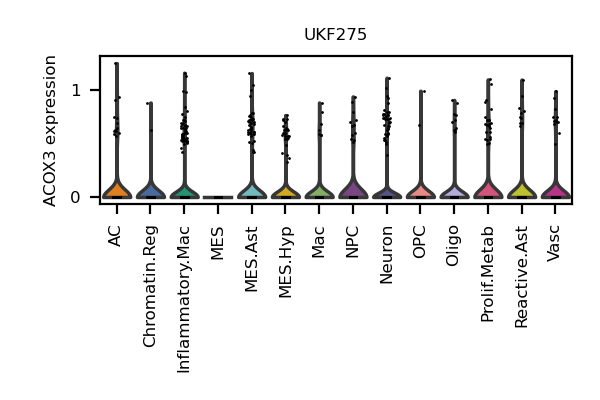 UKF275
ACOX3 expression
1
0
AC
Chromatin.Reg
Inflammatory.Mac
MES
MES.Ast
MES.Hyp
Mac
NPC
Neuron
OPC
Oligo
Prolif.Metab
Reactive.Ast
Vasc